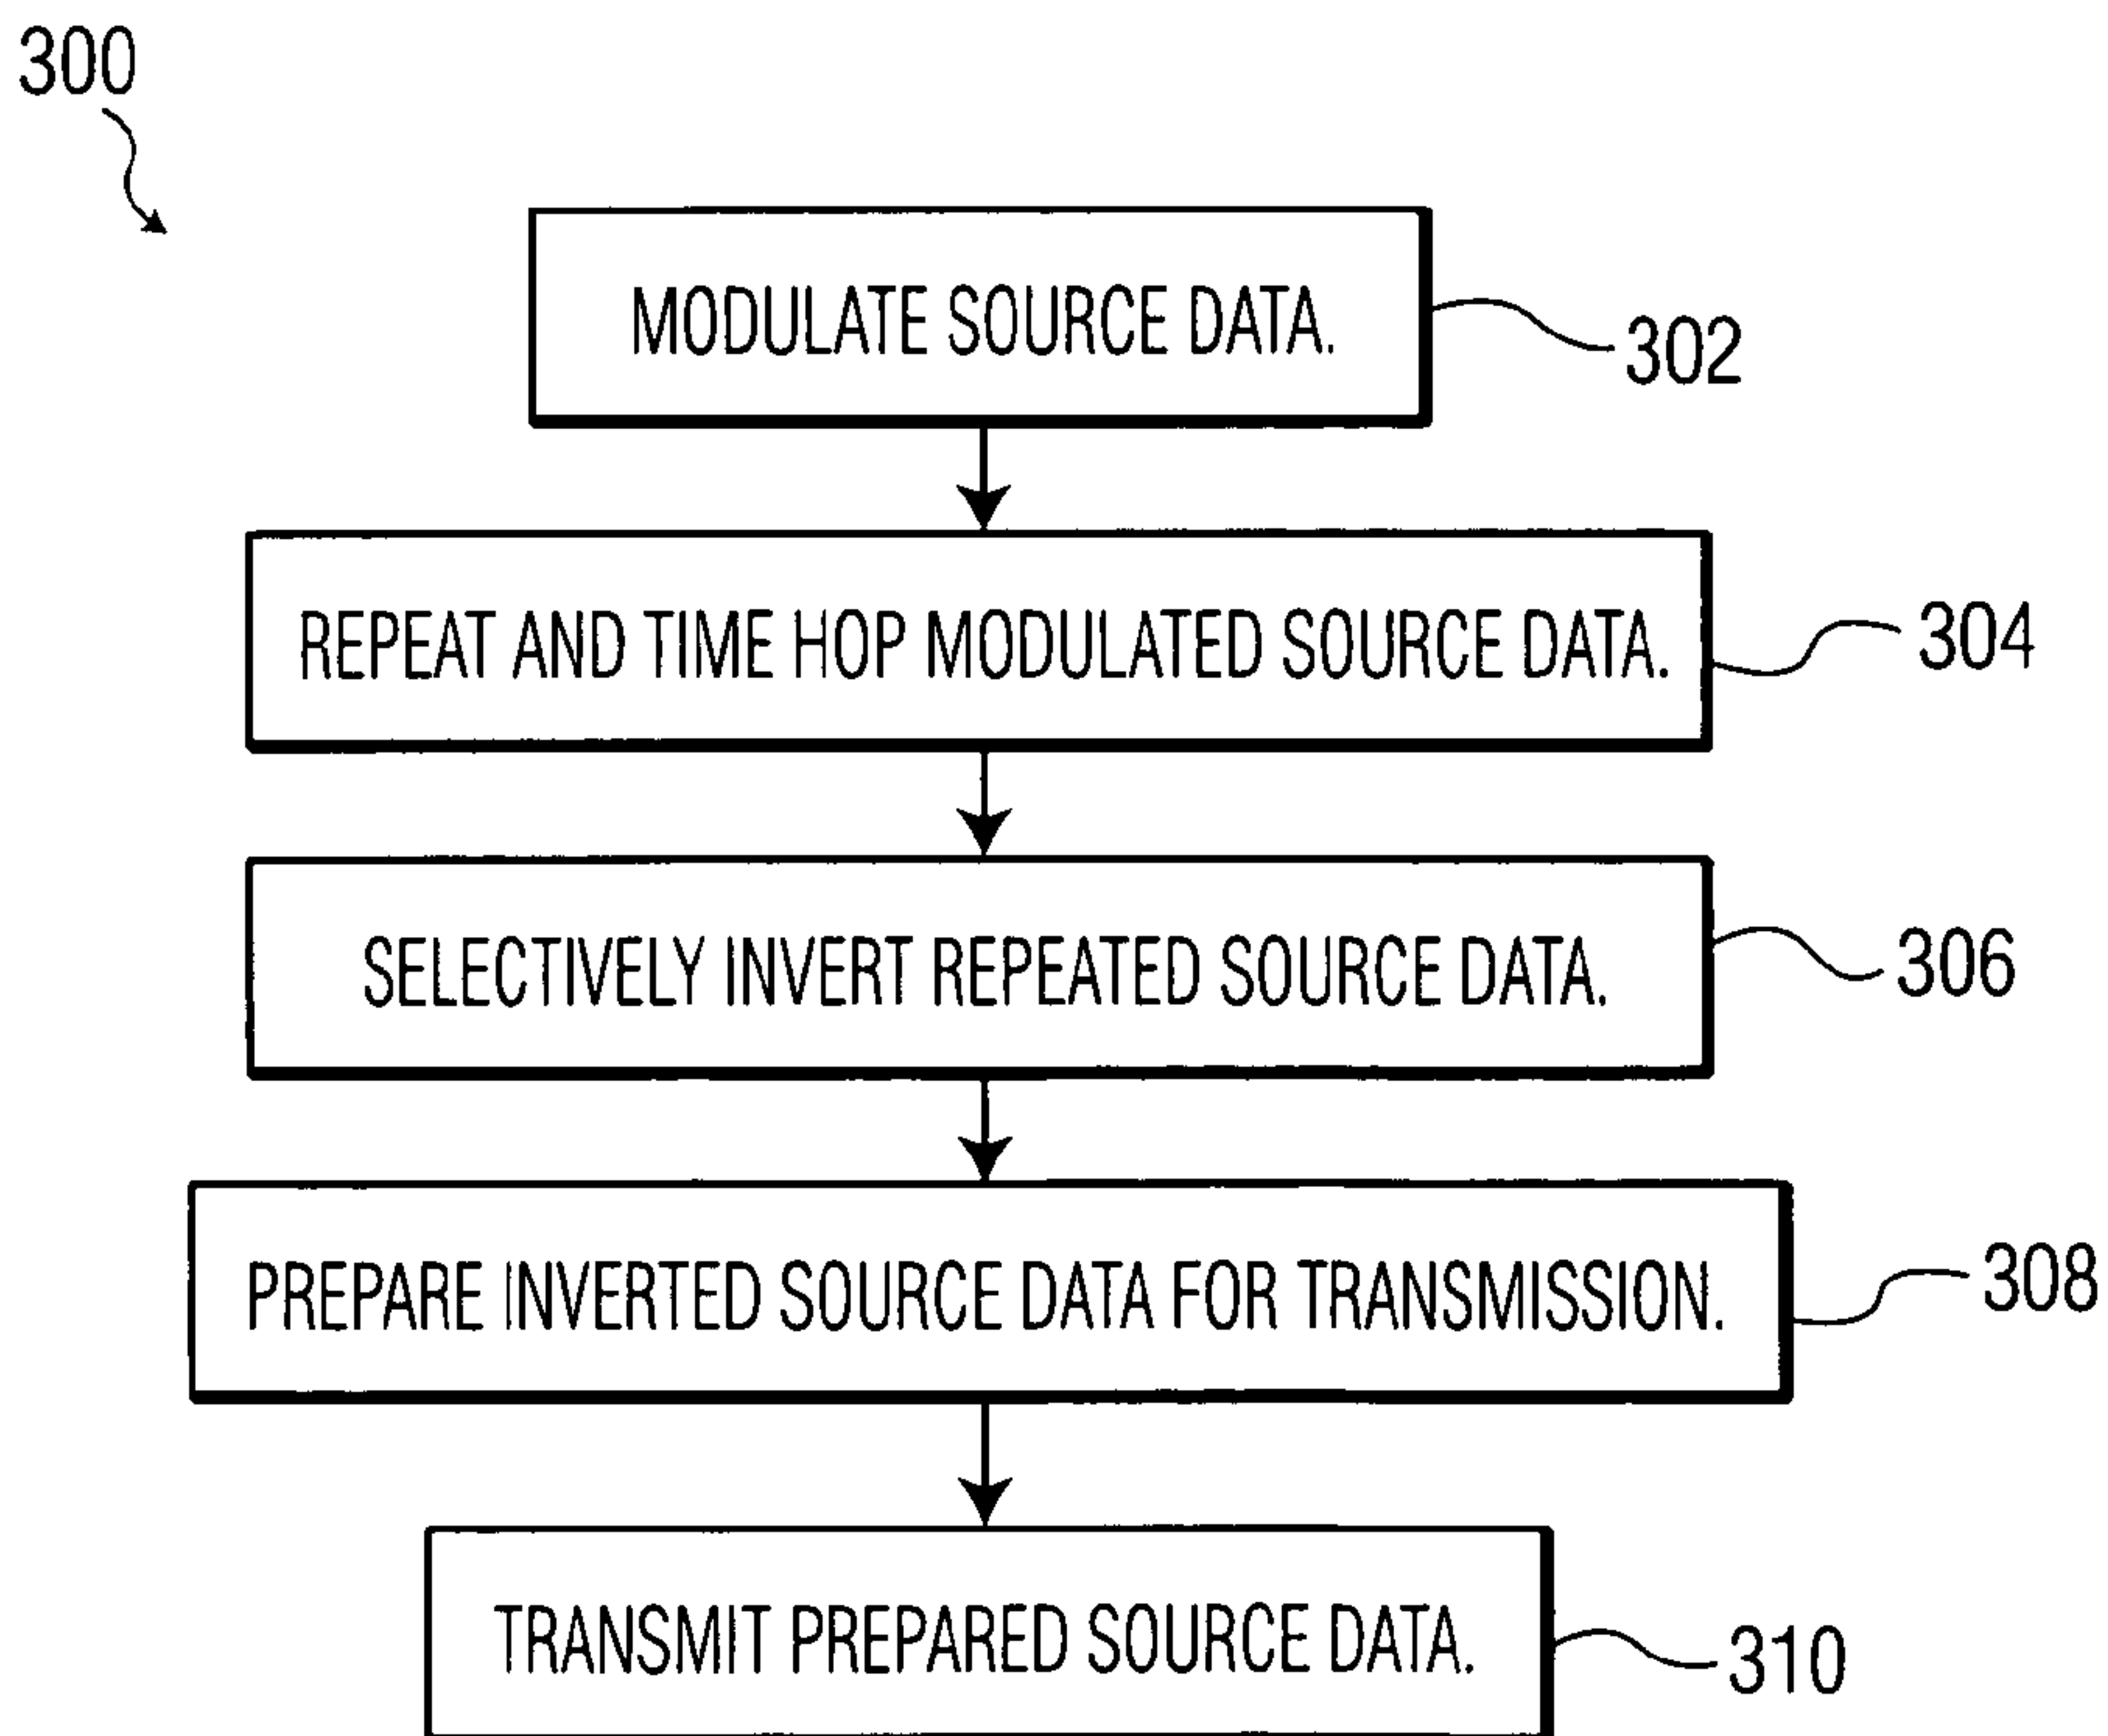 300
MODULATE SOURCE DATA.
302
REPEAT AND TIME HOP MODULATED SOURCE DATA.
304
SELECTIVELY INVERT REPEATED SOURCE DATA.
306
PREPARE INVERTED SOURCE DATA FOR TRANSMISSION.
308
TRANSMIT PREPARED SOURCE DATA.
310